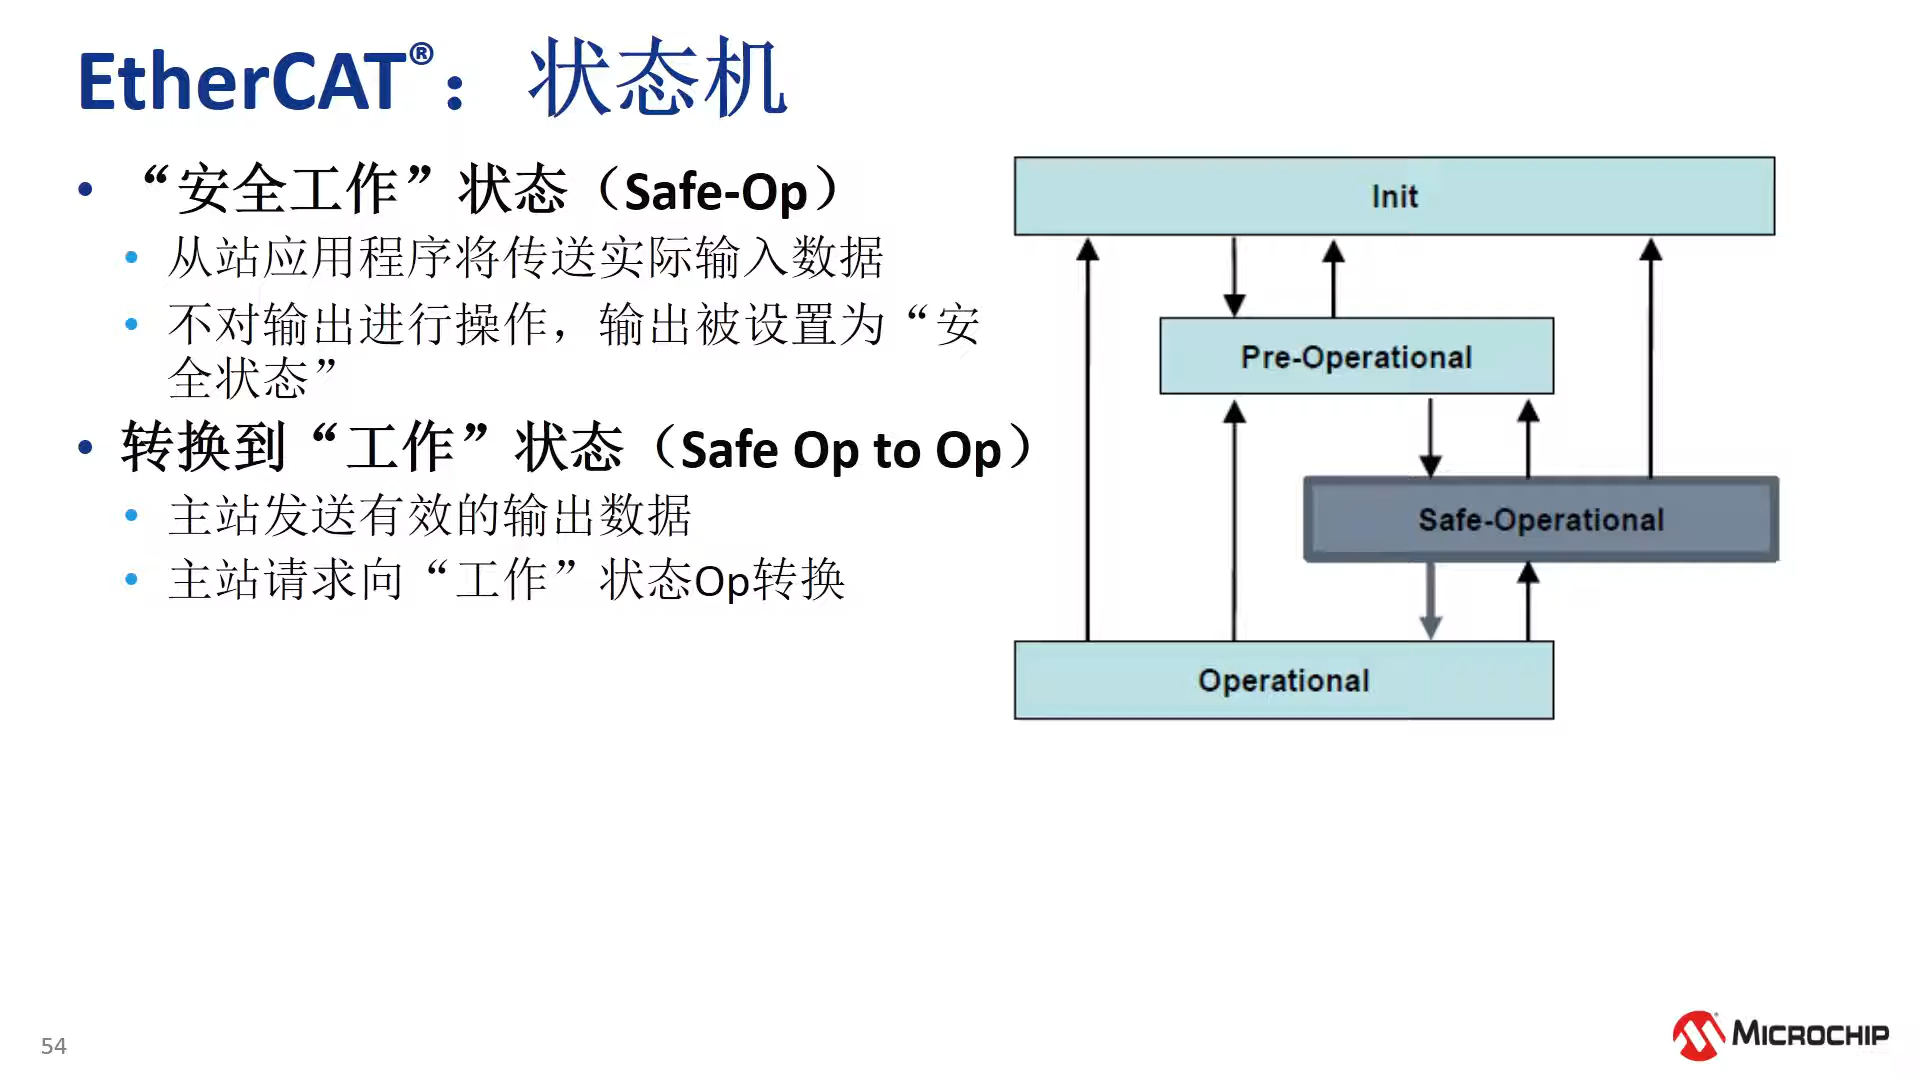 EtherCAT®：状态机
• “安全工作”状态（Safe-Op）
• 从站应用程序将传送实际输入数据
• 不对输出进行操作，输出被设置为“安
全状态”
• 转换到“工作”状态（Safe Op to Op）
• 主站发送有效的输出数据
• 主站请求向“工作”状态Op转换
Init
Pre-Operational
Safe-Operational
Operational
54
MICROCHIP